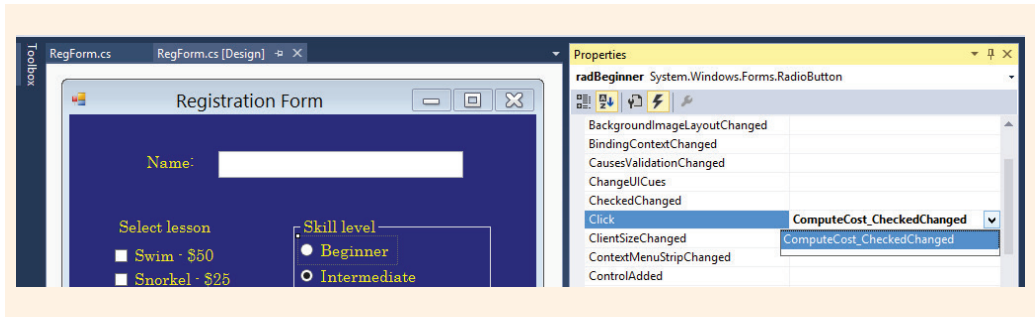 Toolbox
RegForm.cs
RegForm.cs [Design]
Registration Form
Name:
Select lesson
Swim - $50
Snorkel - $25
Skill level
Beginner
Intermediate
Properties
radBeginner System.Windows.Forms.RadioButton
BackgroundImageLayoutChanged
BindingContextChanged
CausesValidationChanged
ChangeUICues
CheckedChanged
Click ComputeCost_CheckedChanged
ClientSizeChanged ComputeCost_CheckedChanged
ContextMenuStripChanged
ControlAdded